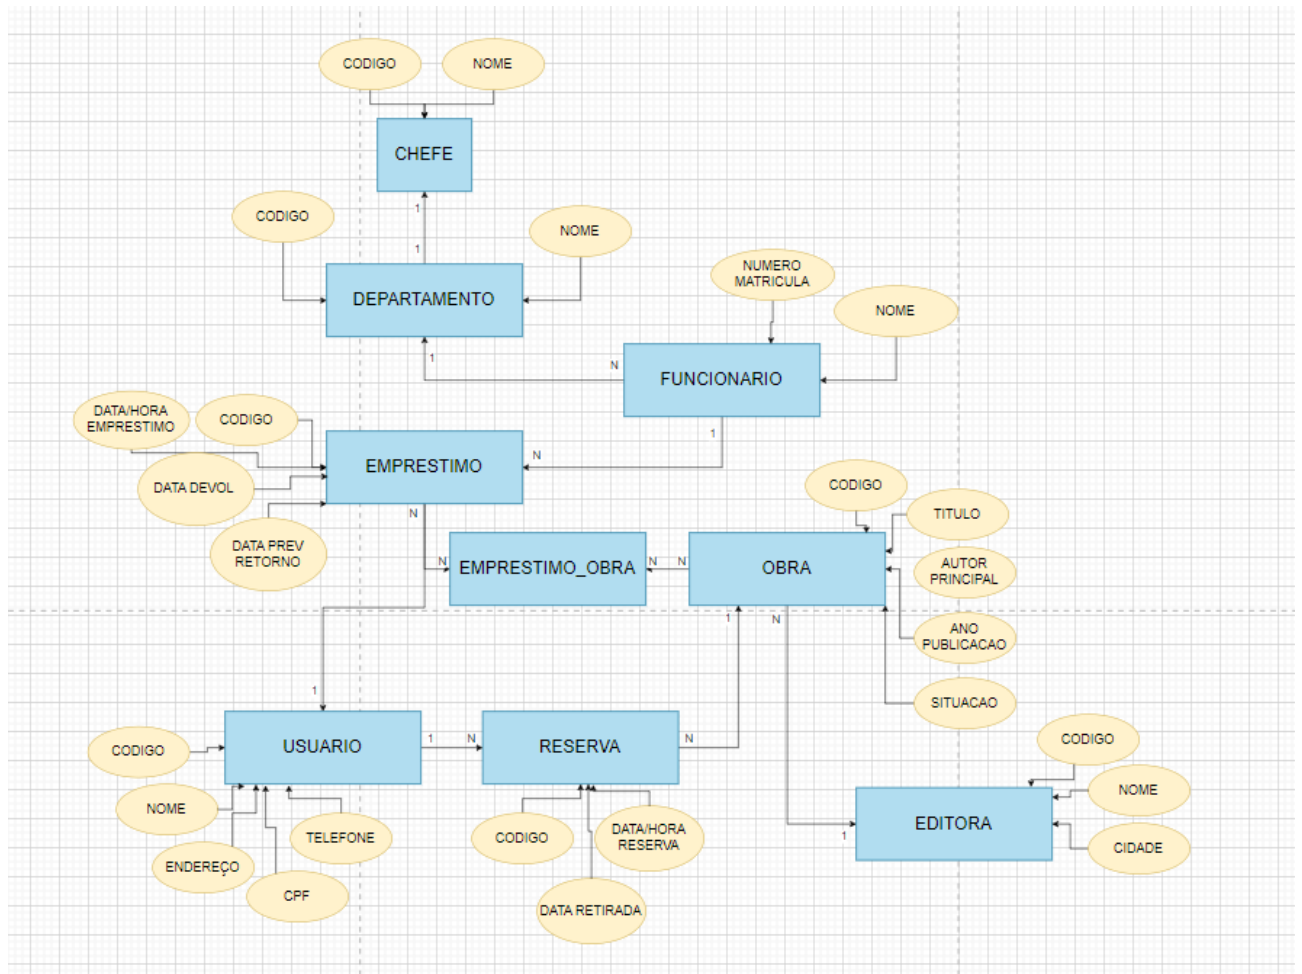 CODIGO
NOME
CHEFE
1
1
CODIGO
NOME
DEPARTAMENTO
NUMERO
MATRICULA
NOME
1
N
FUNCIONARIO
DATA/HORA
EMPRESTIMO
CODIGO
1
N
EMPRESTIMO
DATA DEVOL
CODIGO
N
TITULO
DATA PREV
RETORNO
N
EMPRESTIMO_OBRA
N
N
OBRA
AUTOR
PRINCIPAL
1
N
ANO
PUBLICACAO
1
SITUACAO
CODIGO
USUARIO
1
N
RESERVA
N
CODIGO
NOME
TELEFONE
CODIGO
DATA/HORA
RESERVA
1
EDITORA
NOME
CIDADE
ENDEREÇO
CPF
DATA RETIRADA